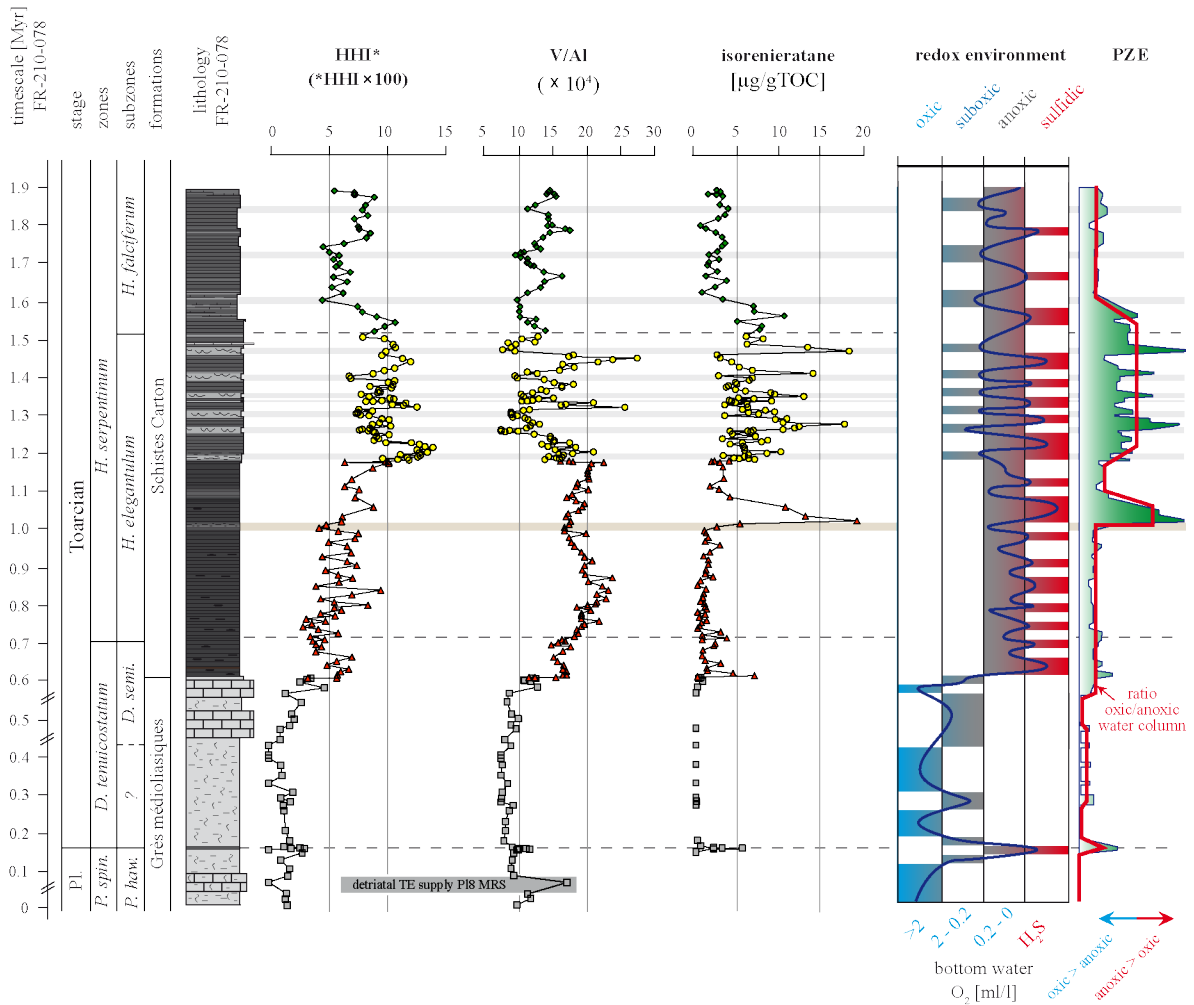 timescale [Myr]
FR-210-078
stage
zones
subzones
formations
lithology
FR-210-078
HHI*
(*HHI × 100)
V/Al
( × 10⁴)
isorenieratane
[µg/gTOC]
redox environment
PZE
oxic
suboxic
anoxic
sulfidic
0 5 10 15
5 10 15 20 25 30
0 5 10 15 20
1.9
1.8
1.7
1.6
1.5
1.4
1.3
1.2
1.1
1.0
0.9
0.8
0.7
0.6
0.5
0.4
0.3
0.2
0.1
0
Toarcian
Pl.
H. serpentinum
D. tenuicostatum
P. spin.
H. falciferum
H. elegantulum
D. semi.
?
P. haw.
Schistes Carton
Grès médioliasiques
detriatal TE supply Pl8 MRS
ratio
oxic/anoxic
water column
>2
2 - 0.2
0.2 - 0
H₂S
bottom water
O₂ [ml/l]
oxic > anoxic
anoxic > oxic